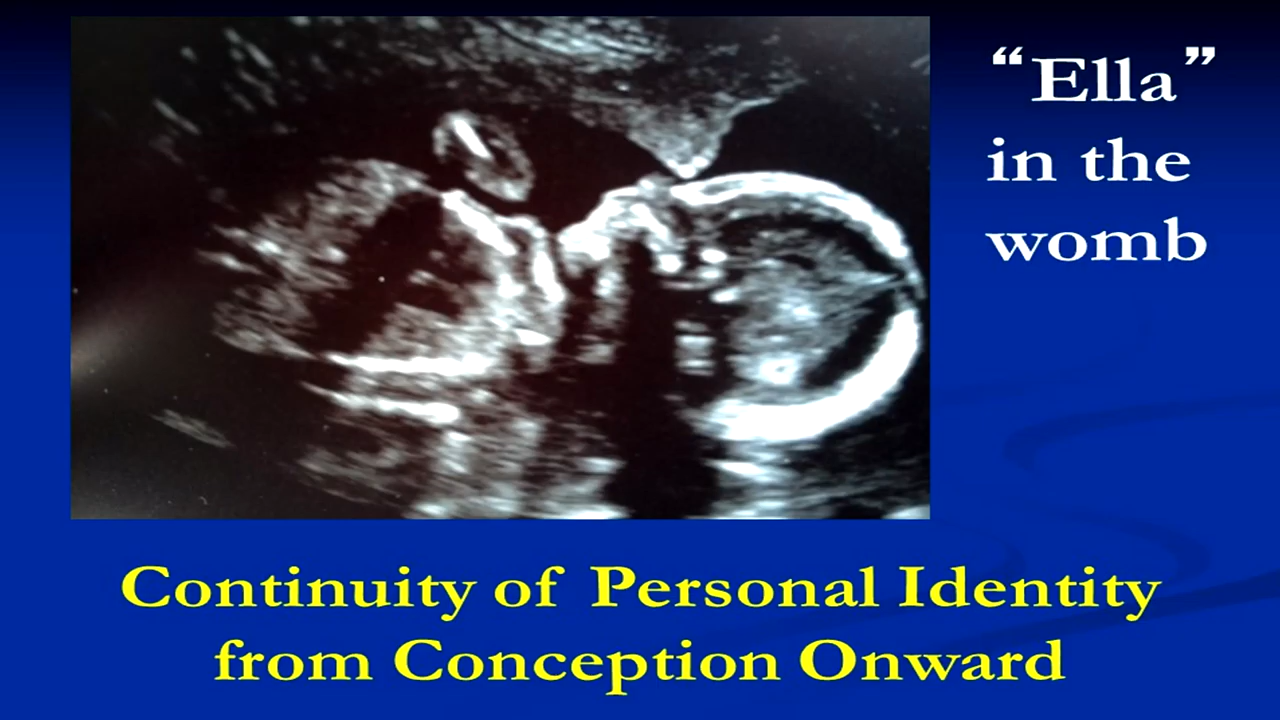 “Ella”
in the
womb
Continuity of Personal Identity
from Conception Onward